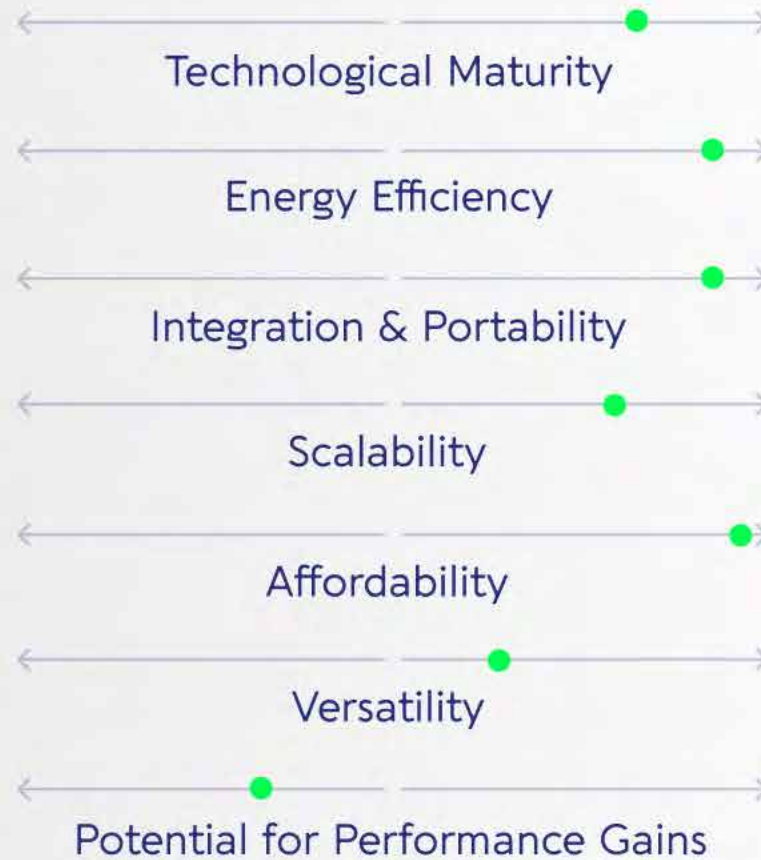 Technological Maturity
Energy Efficiency
Integration & Portability
Scalability
Affordability
Versatility
Potential for Performance Gains